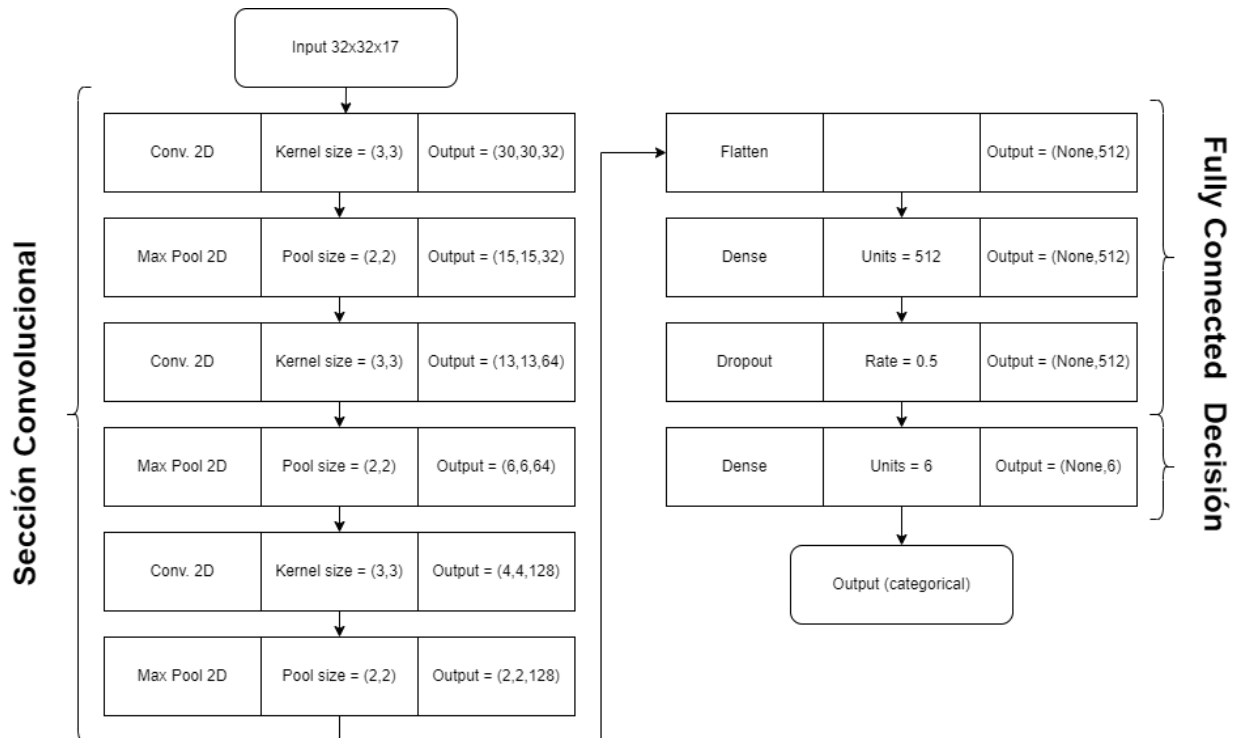 Input 32x32x17
Sección Convolucional
Conv. 2D Kernel size = (3,3) Output = (30,30,32)
Max Pool 2D Pool size = (2,2) Output = (15,15,32)
Conv. 2D Kernel size = (3,3) Output = (13,13,64)
Max Pool 2D Pool size = (2,2) Output = (6,6,64)
Conv. 2D Kernel size = (3,3) Output = (4,4,128)
Max Pool 2D Pool size = (2,2) Output = (2,2,128)
Flatten Output = (None,512)
Dense Units = 512 Output = (None,512)
Dropout Rate = 0.5 Output = (None,512)
Dense Units = 6 Output = (None,6)
Output (categorical)
Fully Connected
Decisión